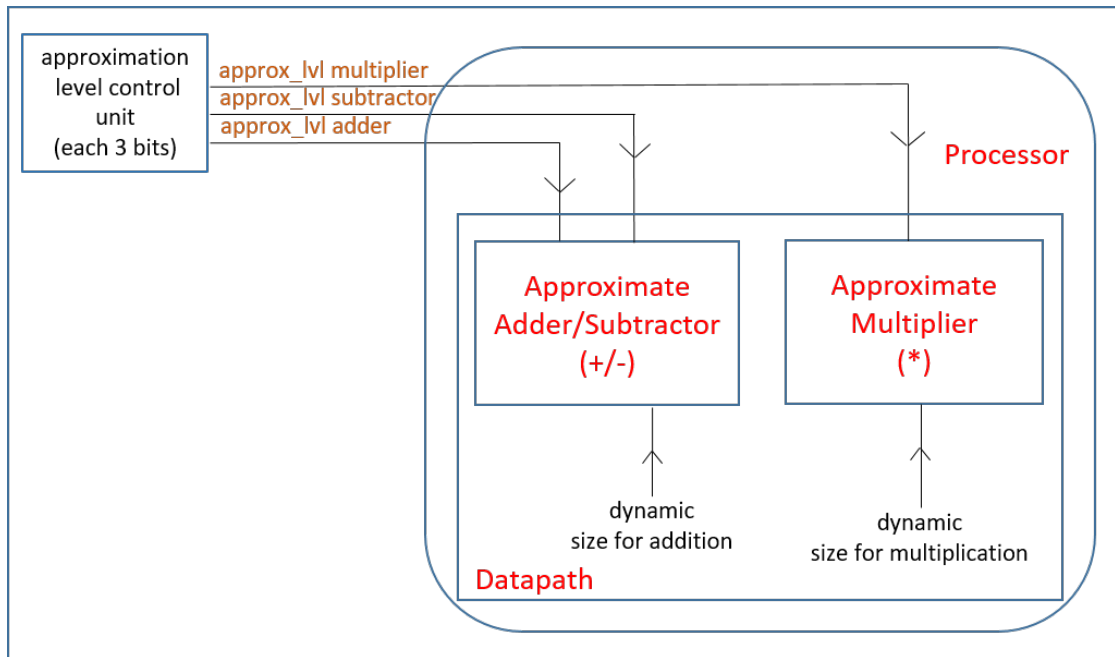 approximation
level control
unit
(each 3 bits)
approx_lvl multiplier
approx_lvl subtractor
approx_lvl adder
Processor
Approximate
Adder/Subtractor
(+/-)
Approximate
Multiplier
(*)
dynamic
size for addition
dynamic
size for multiplication
Datapath